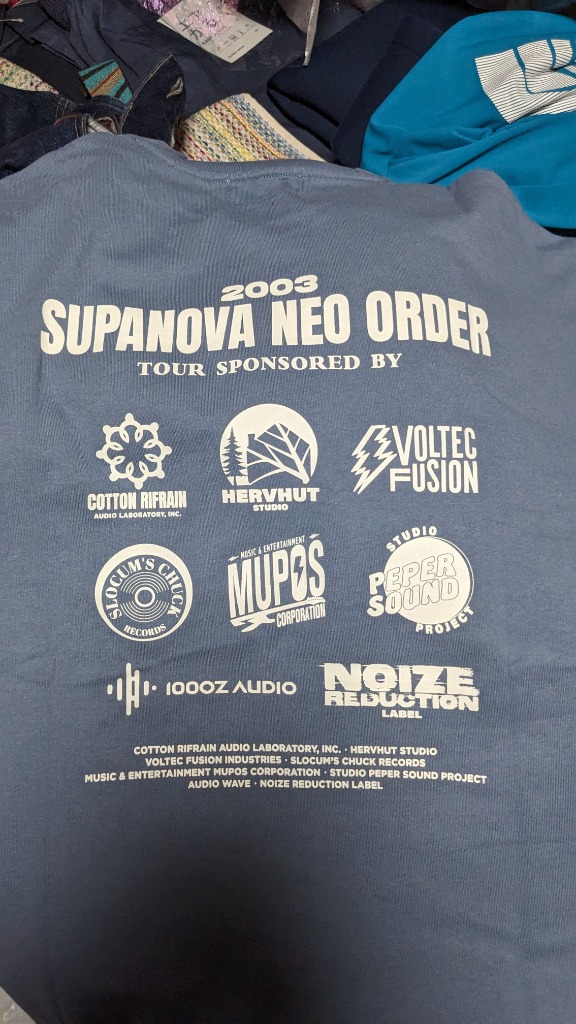 2003
SUPANOVA NEO ORDER
TOUR SPONSORED BY
COTTON RIFRAIN
AUDIO LABORATORY, INC.
HERVHUT
STUDIO
VOLTEC
FUSION
SLOCUM'S CHUCK
RECORDS
MUSIC & ENTERTAINMENT
MUPOS
CORPORATION
STUDIO
PEPER
SOUND
PROJECT
1000Z AUDIO
NOIZE
REDUCTION
LABEL
COTTON RIFRAIN AUDIO LABORATORY, INC. · HERVHUT STUDIO
VOLTEC FUSION INDUSTRIES · SLOCUM'S CHUCK RECORDS
MUSIC & ENTERTAINMENT MUPOS CORPORATION · STUDIO PEPER SOUND PROJECT
AUDIO WAVE · NOIZE REDUCTION LABEL